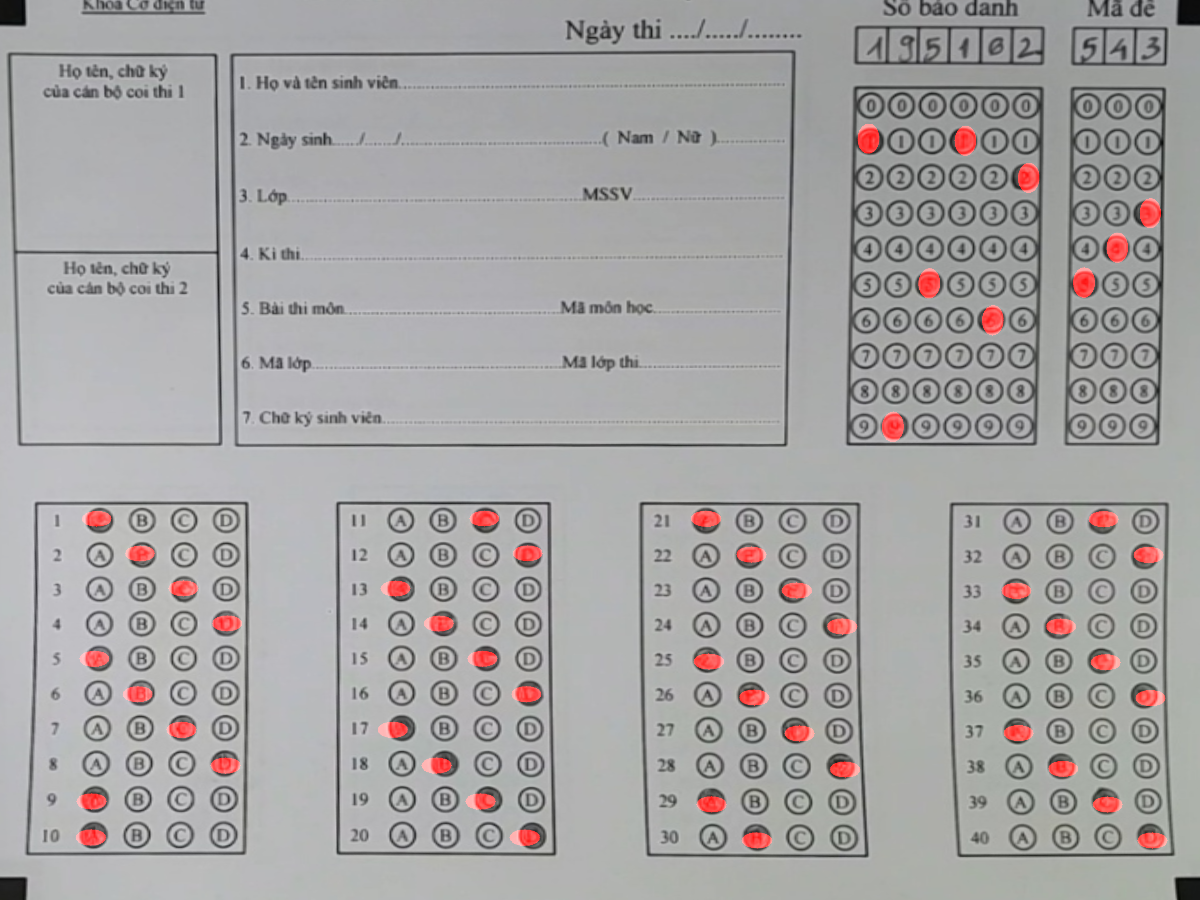 Khoa Cơ điện tử
Ngày thi ..../...../........
Số báo danh
Mã đề
1 9 5 1 6 2
5 4 3
Họ tên, chữ ký
của cán bộ coi thi 1
Họ tên, chữ ký
của cán bộ coi thi 2
1. Họ và tên sinh viên
2. Ngày sinh....../....../ ( Nam / Nữ )
3. Lớp MSSV
4. Kì thi
5. Bài thi môn Mã môn học
6. Mã lớp Mã lớp thi
7. Chữ ký sinh viên
0 0 0 0 0 0 0 0 0
1 1 1 1 1 1 1
2 2 2 2 2 2 2 2 2
3 3 3 3 3 3 3 3
4 4 4 4 4 4 4 4
5 5 5 5 5 5 5 5
6 6 6 6 6 6 6 6 6
7 7 7 7 7 7 7 7 7
8 8 8 8 8 8 8 8 8
9 9 9 9 9 9 9 9
1 B C D
2 A B C D
3 A B C D
4 A B C D
5 A B C D
6 A B C D
7 A B C D
8 A B C D
9 B C D
10 A B C D
11 A B D
12 A B C D
13 B C D
14 A C D
15 A B D
16 A B C
17 B C D
18 A C D
19 A B D
20 A B C
21 B C D
22 A C D
23 A B D
24 A B C
25 B C D
26 A C D
27 A B D
28 A B C
29 A B C D
30 A B C D
31 A B D
32 A B C
33 B C D
34 A B C D
35 A B D
36 A B C
37 B C D
38 A B C D
39 A B D
40 A B C